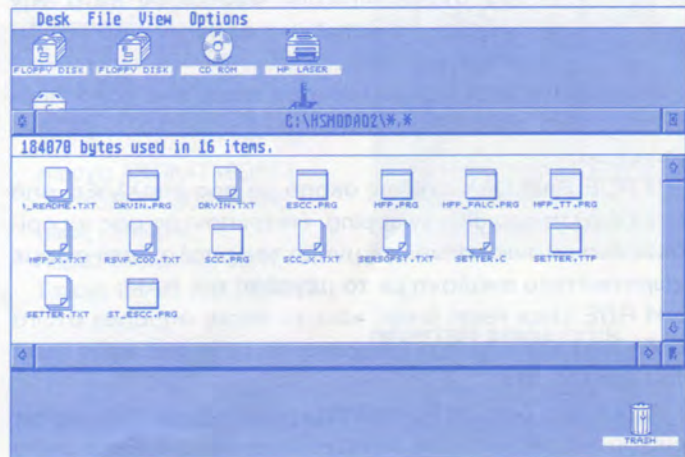 Desk File View Options
FLOPPY DISK FLOPPY DISK CD ROM HP LASER
C:\HSMODA02\*.*
184070 bytes used in 16 items.
1_README.TXT DRVIN.PRG DRVIN.TXT ESCC.PRG MFP.PRG MFP_FALC.PRG MFP_TT.PRG
MFP_X.TXT RSVF_COO.TXT SCC.PRG SCC_X.TXT SERSOFST.TXT SETTER.C SETTER.TTP
SETTER.TXT ST_ESCC.PRG
TRASH